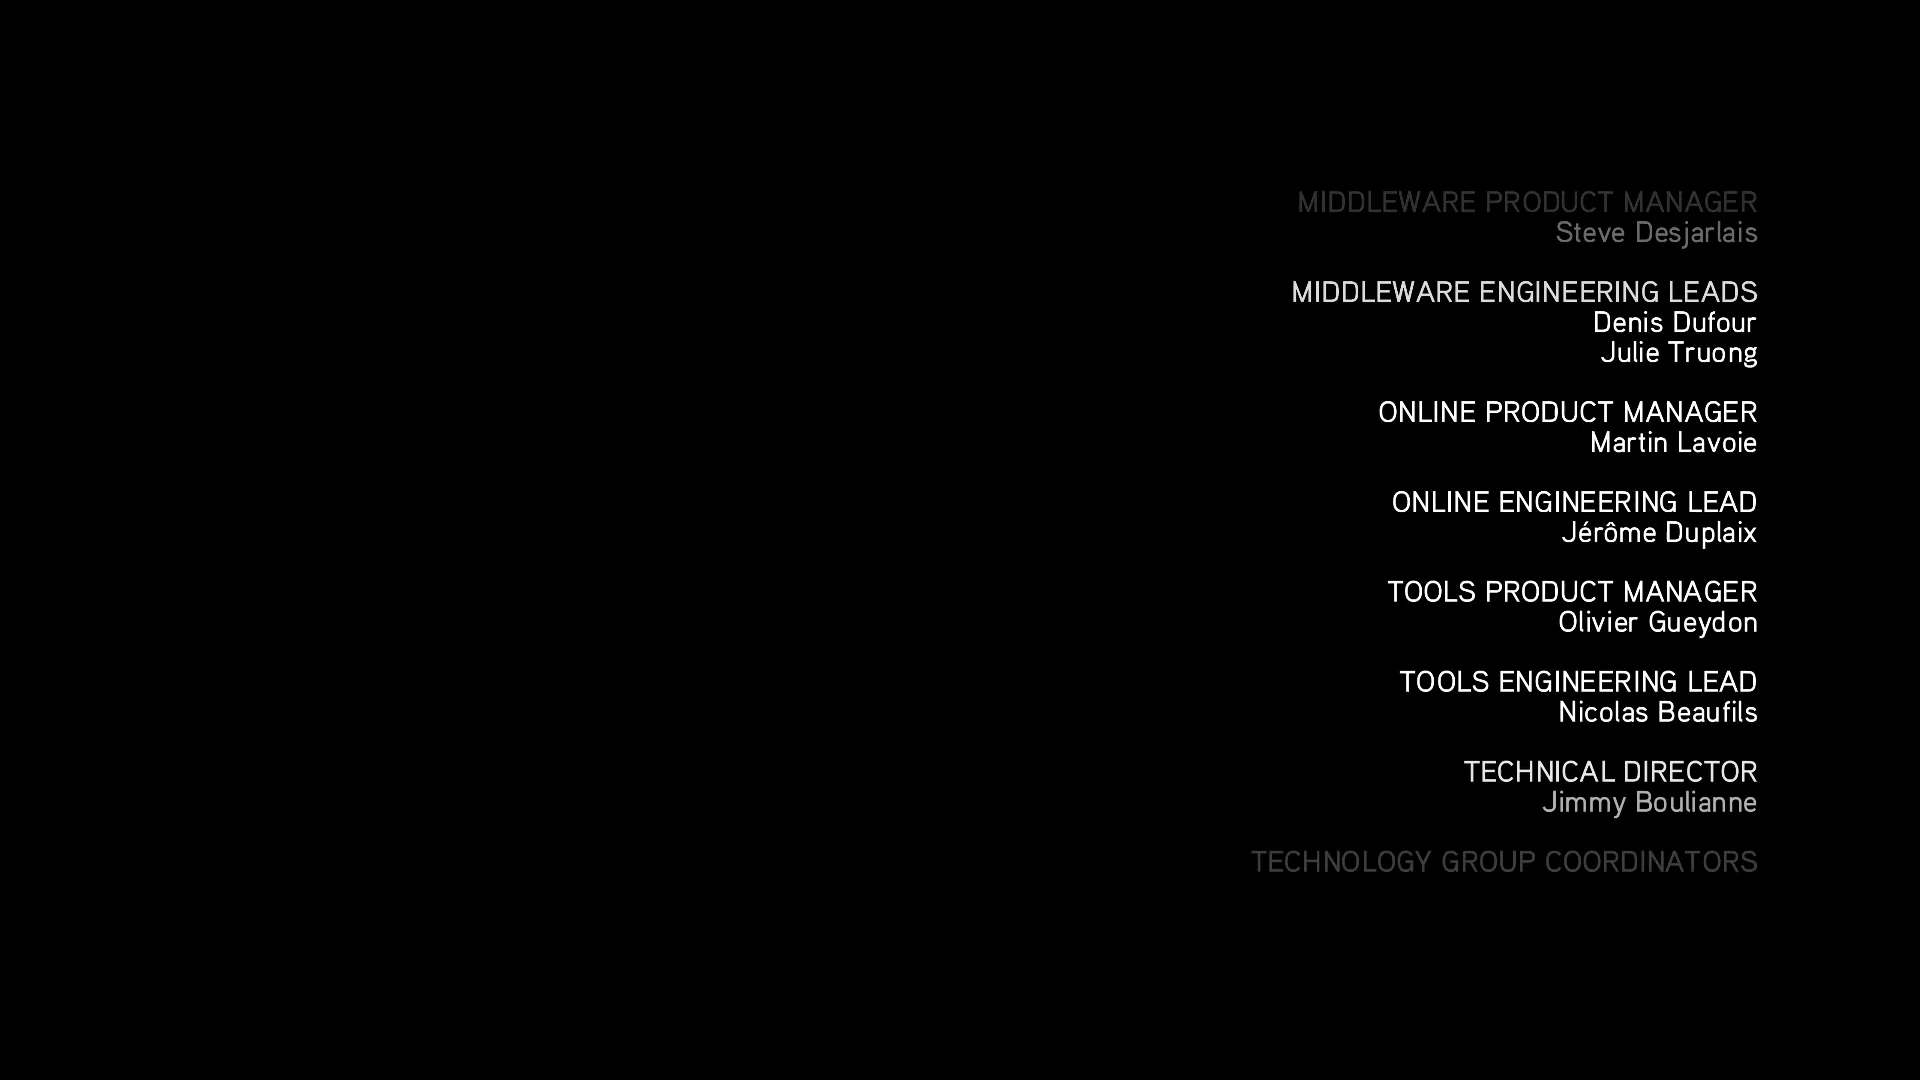 MIDDLEWARE PRODUCT MANAGER
Steve Desjarlais
MIDDLEWARE ENGINEERING LEADS
Denis Dufour
Julie Truong
ONLINE PRODUCT MANAGER
Martin Lavoie
ONLINE ENGINEERING LEAD
Jérôme Duplaix
TOOLS PRODUCT MANAGER
Olivier Gueydon
TOOLS ENGINEERING LEAD
Nicolas Beaufils
TECHNICAL DIRECTOR
Jimmy Boulianne
TECHNOLOGY GROUP COORDINATORS